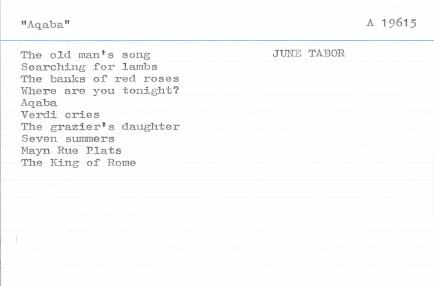 "Aqaba" A 19615
The old man's song JUNE TABOR
Searching for lambs
The banks of red roses
Where are you tonight?
Aqaba
Verdi cries
The grazier's daughter
Seven summers
Mayn Rue Plats
The King of Rome